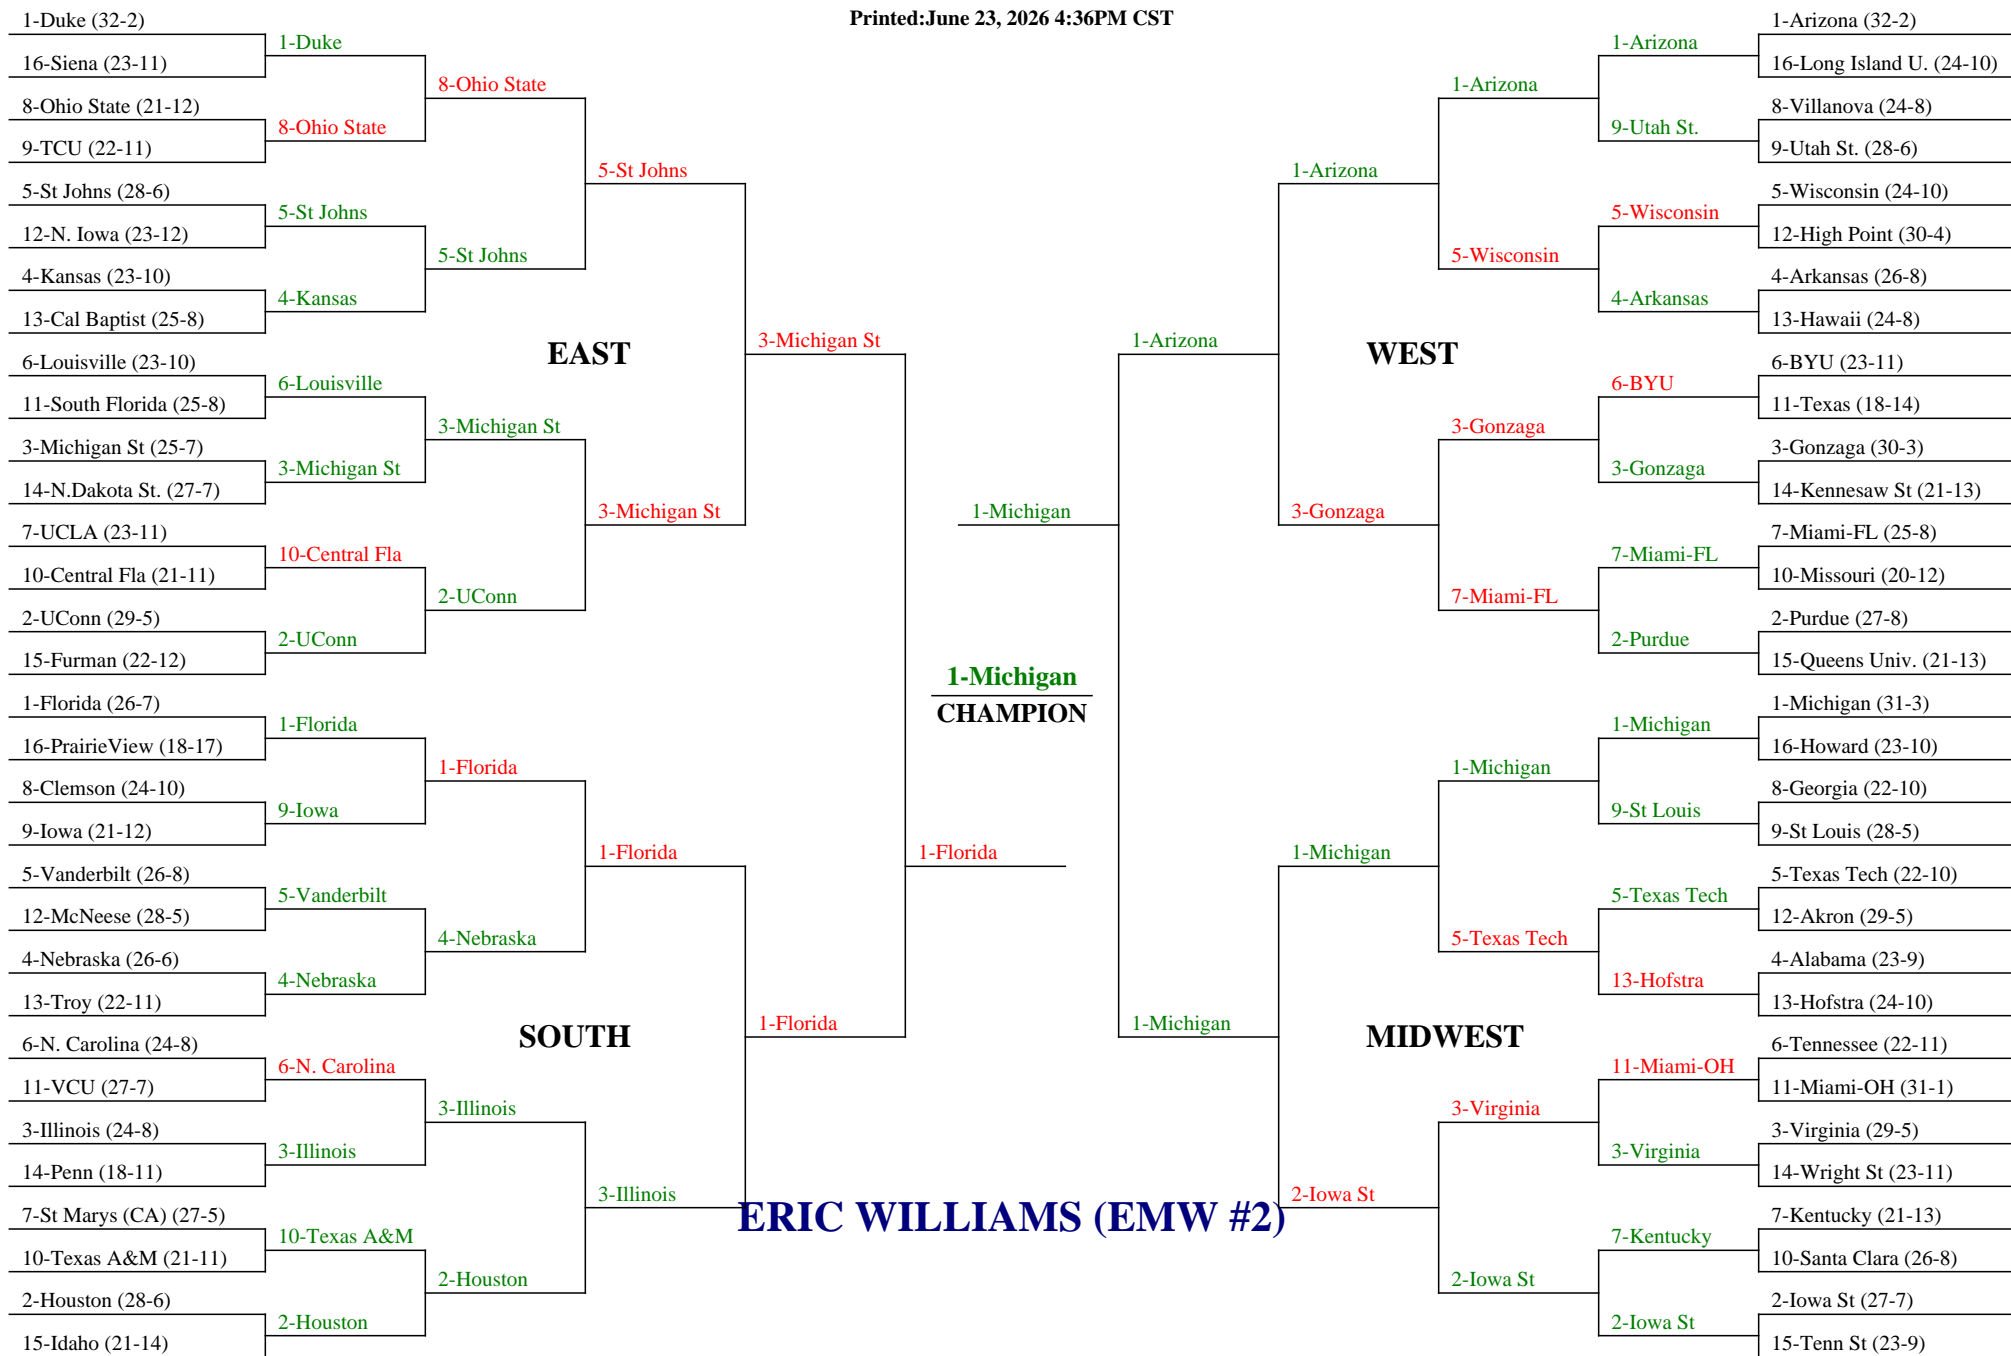 Printed:June 23, 2026 4:36PM CST
1-Duke (32-2)
16-Siena (23-11)
8-Ohio State (21-12)
9-TCU (22-11)
5-St Johns (28-6)
12-N. Iowa (23-12)
4-Kansas (23-10)
13-Cal Baptist (25-8)
6-Louisville (23-10)
11-South Florida (25-8)
3-Michigan St (25-7)
14-N.Dakota St. (27-7)
7-UCLA (23-11)
10-Central Fla (21-11)
2-UConn (29-5)
15-Furman (22-12)
1-Florida (26-7)
16-PrairieView (18-17)
8-Clemson (24-10)
9-Iowa (21-12)
5-Vanderbilt (26-8)
12-McNeese (28-5)
4-Nebraska (26-6)
13-Troy (22-11)
6-N. Carolina (24-8)
11-VCU (27-7)
3-Illinois (24-8)
14-Penn (18-11)
7-St Marys (CA) (27-5)
10-Texas A&M (21-11)
2-Houston (28-6)
15-Idaho (21-14)
1-Duke
8-Ohio State
5-St Johns
4-Kansas
6-Louisville
3-Michigan St
10-Central Fla
2-UConn
1-Florida
9-Iowa
5-Vanderbilt
4-Nebraska
6-N. Carolina
3-Illinois
10-Texas A&M
2-Houston
8-Ohio State
5-St Johns
3-Michigan St
2-UConn
1-Florida
4-Nebraska
3-Illinois
2-Houston
5-St Johns
3-Michigan St
1-Florida
3-Illinois
EAST
SOUTH
3-Michigan St
1-Florida
1-Florida
1-Michigan
1-Michigan
CHAMPION
1-Arizona
1-Michigan
WEST
MIDWEST
1-Arizona
3-Gonzaga
1-Michigan
2-Iowa St
1-Arizona
5-Wisconsin
3-Gonzaga
7-Miami-FL
1-Michigan
5-Texas Tech
3-Virginia
2-Iowa St
1-Arizona
9-Utah St.
5-Wisconsin
4-Arkansas
6-BYU
3-Gonzaga
7-Miami-FL
2-Purdue
1-Michigan
9-St Louis
5-Texas Tech
13-Hofstra
11-Miami-OH
3-Virginia
7-Kentucky
2-Iowa St
1-Arizona (32-2)
16-Long Island U. (24-10)
8-Villanova (24-8)
9-Utah St. (28-6)
5-Wisconsin (24-10)
12-High Point (30-4)
4-Arkansas (26-8)
13-Hawaii (24-8)
6-BYU (23-11)
11-Texas (18-14)
3-Gonzaga (30-3)
14-Kennesaw St (21-13)
7-Miami-FL (25-8)
10-Missouri (20-12)
2-Purdue (27-8)
15-Queens Univ. (21-13)
1-Michigan (31-3)
16-Howard (23-10)
8-Georgia (22-10)
9-St Louis (28-5)
5-Texas Tech (22-10)
12-Akron (29-5)
4-Alabama (23-9)
13-Hofstra (24-10)
6-Tennessee (22-11)
11-Miami-OH (31-1)
3-Virginia (29-5)
14-Wright St (23-11)
7-Kentucky (21-13)
10-Santa Clara (26-8)
2-Iowa St (27-7)
15-Tenn St (23-9)
ERIC WILLIAMS (EMW #2)